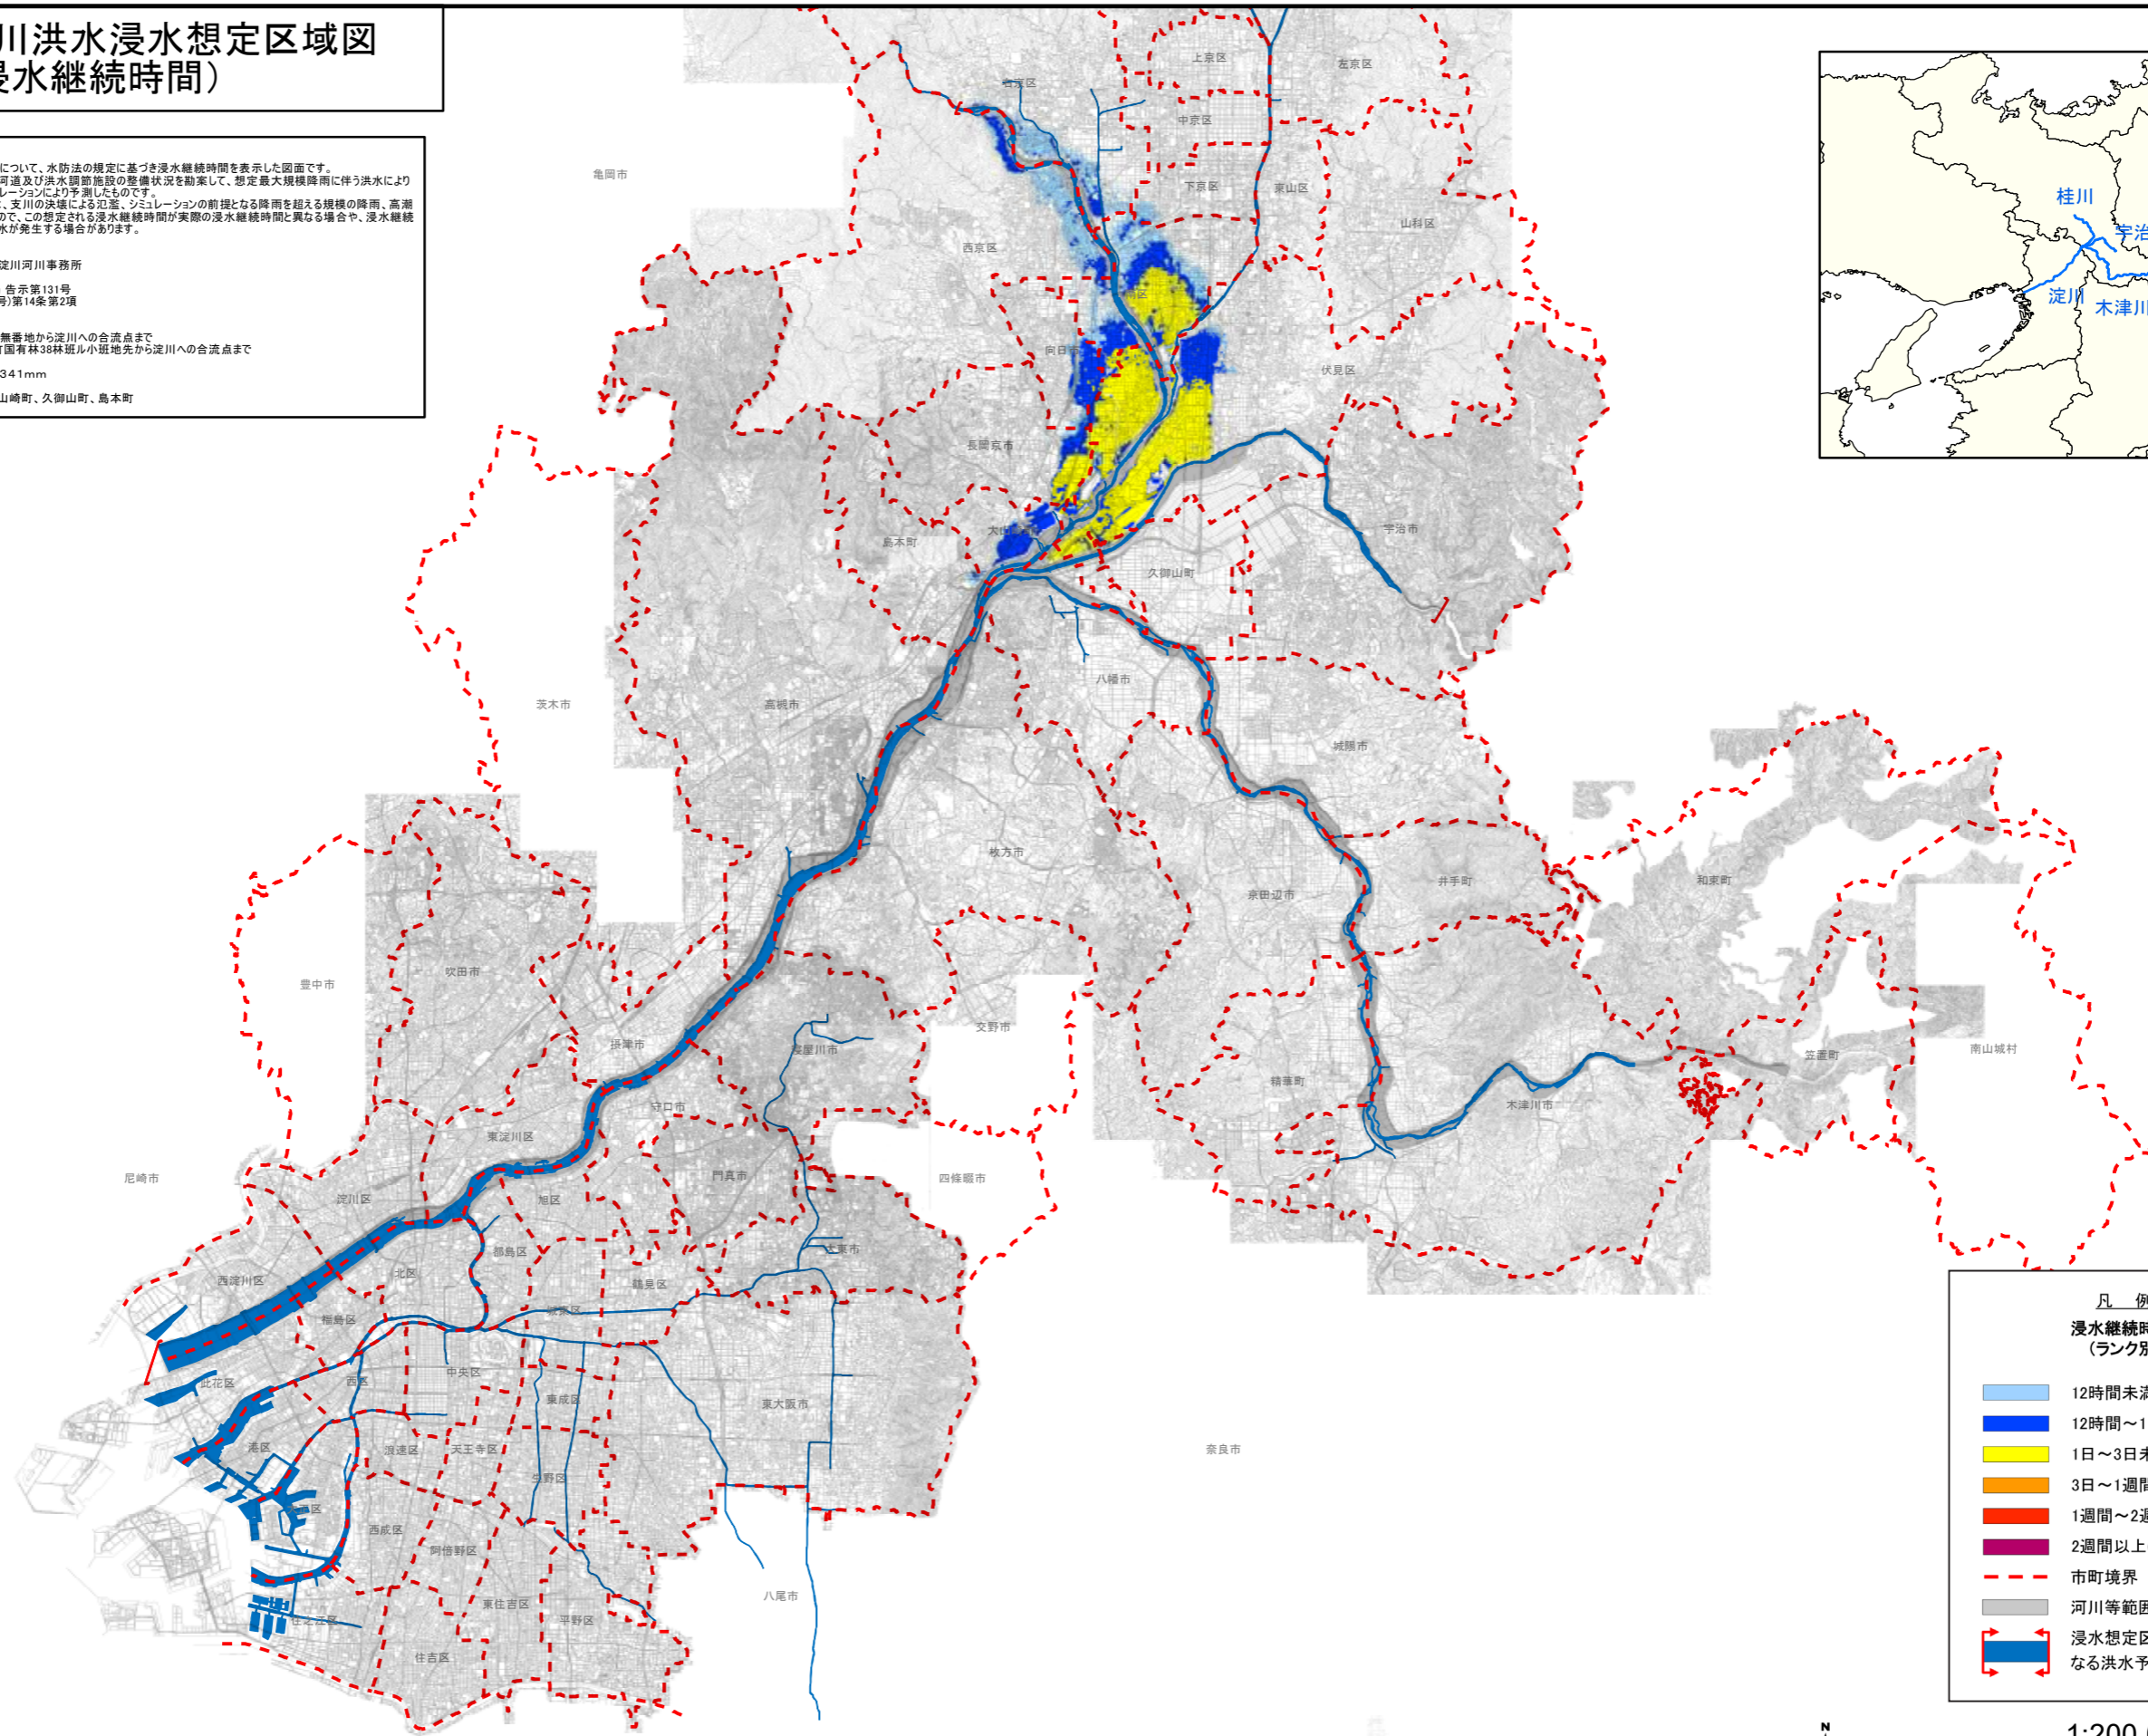 川洪水浸水想定区域図
浸水継続時間）
について、水防法の規定に基づき浸水継続時間を表示した図面です。
河道及び洪水調節施設の整備状況を勘案して、想定最大規模降雨に伴う洪水により
レーションにより予測したものです。
、支川の決壊による氾濫、シミュレーションの前提となる降雨を超える規模の降雨、高潮
ので、この想定される浸水継続時間が実際の浸水継続時間と異なる場合や、浸水継続
水が発生する場合があります。
淀川河川事務所
告示第131号
号)第14条第2項
無番地から淀川への合流点まで
国有林38林班ル小班地先から淀川への合流点まで
341mm
山崎町、久御山町、島本町
上京区
左京区
右京区
中京区
亀岡市
下京区
東山区
山科区
西京区
桂川
宇治
淀川
木津川
向日市
伏見区
長岡京市
宇治市
島本町
久御山町
八幡市
茨木市
高槻市
城陽市
枚方市
井手町
和束町
京田辺市
吹田市
豊中市
交野市
摂津市
寝屋川市
南山城村
笠置町
精華町
木津川市
守口市
東淀川区
門真市
尼崎市
四條畷市
淀川区
旭区
都島区
大東市
西淀川区
北区
鶴見区
福島区
城東区
中央区
此花区
西区
東成区
東大阪市
港区
浪速区
天王寺区
奈良市
生野区
大正区
西成区
阿倍野区
八尾市
東住吉区
平野区
住之江区
住吉区
凡 例
浸水継続時
（ランク別
12時間未満
12時間～1
1日～3日未
3日～1週間
1週間～2週
2週間以上
市町境界
河川等範囲
浸水想定区
なる洪水予
N
1:200